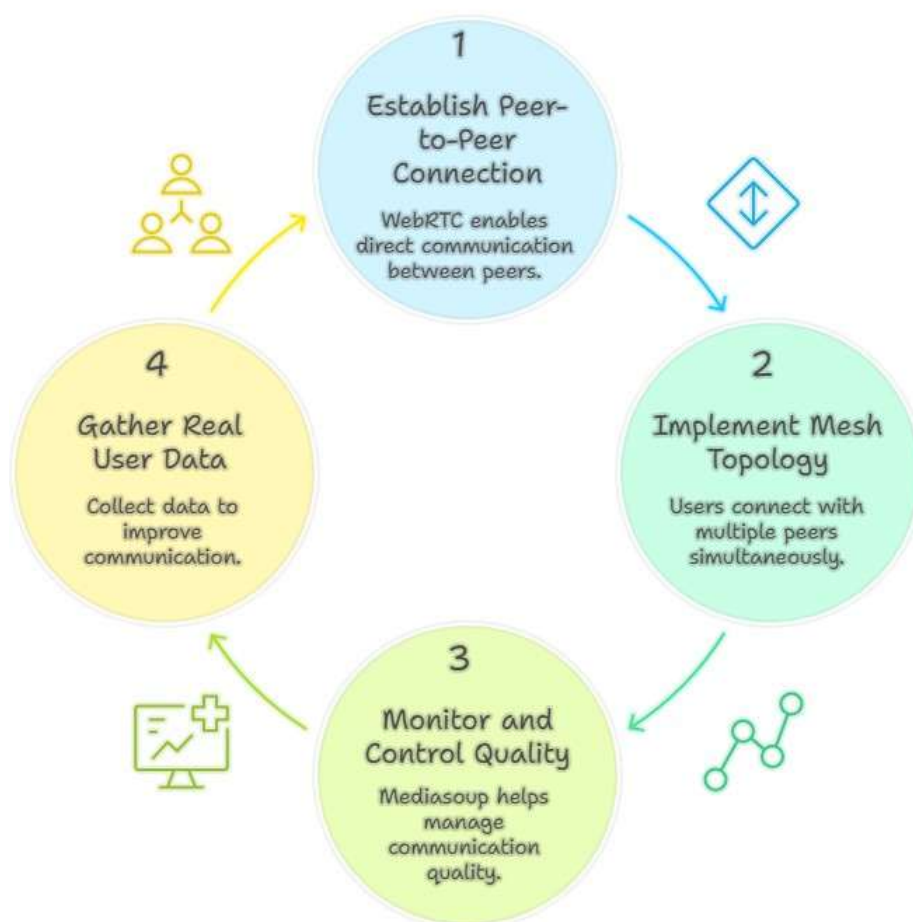 1
Establish Peer-
to-Peer
Connection
WebRTC enables
direct communication
between peers.
2
Implement Mesh
Topology
Users connect with
multiple peers
simultaneously.
3
Monitor and
Control Quality
Mediasoup helps
manage
communication
quality.
4
Gather Real
User Data
Collect data to
improve
communication.